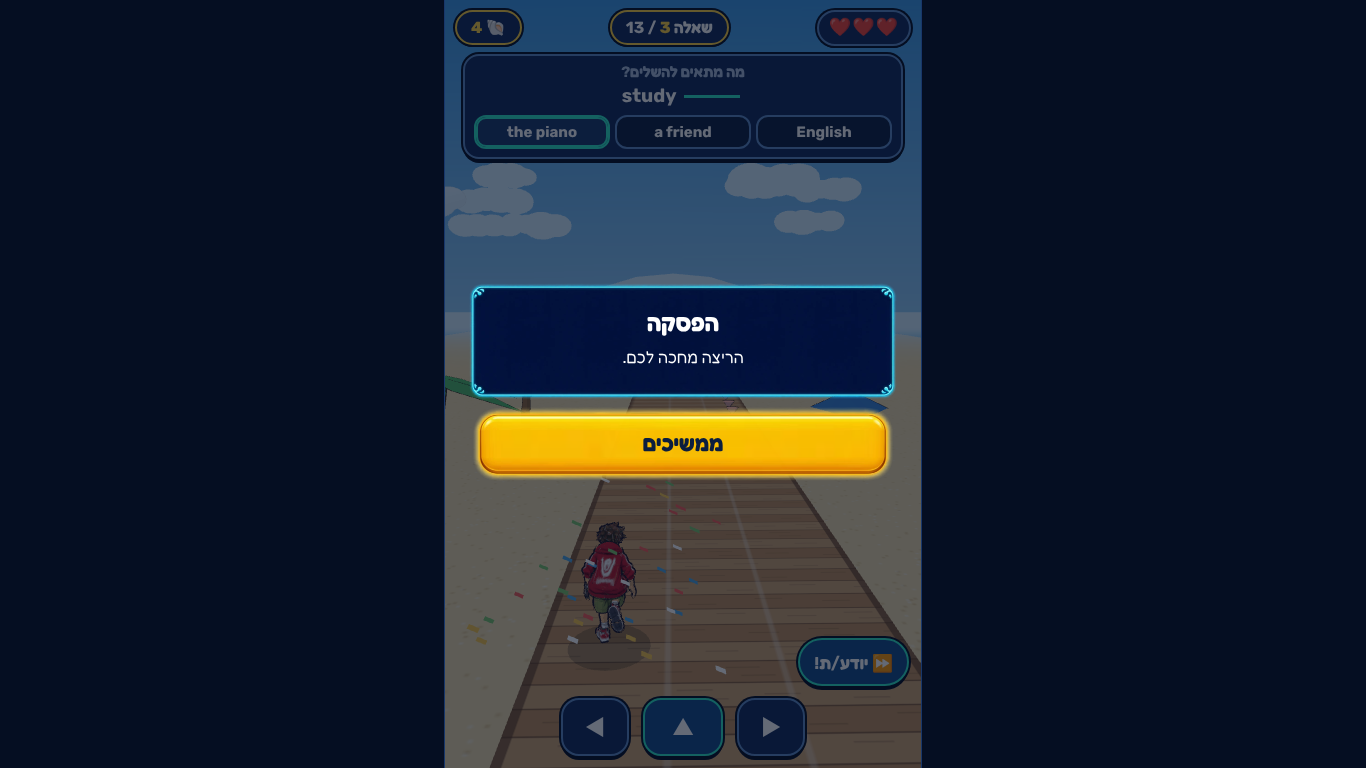 4
שאלה 3 / 13
מה מתאים להשלים?
study
the piano
a friend
English
הפסקה
הריצה מחכה לכם.
ממשיכים
יודע/ת!